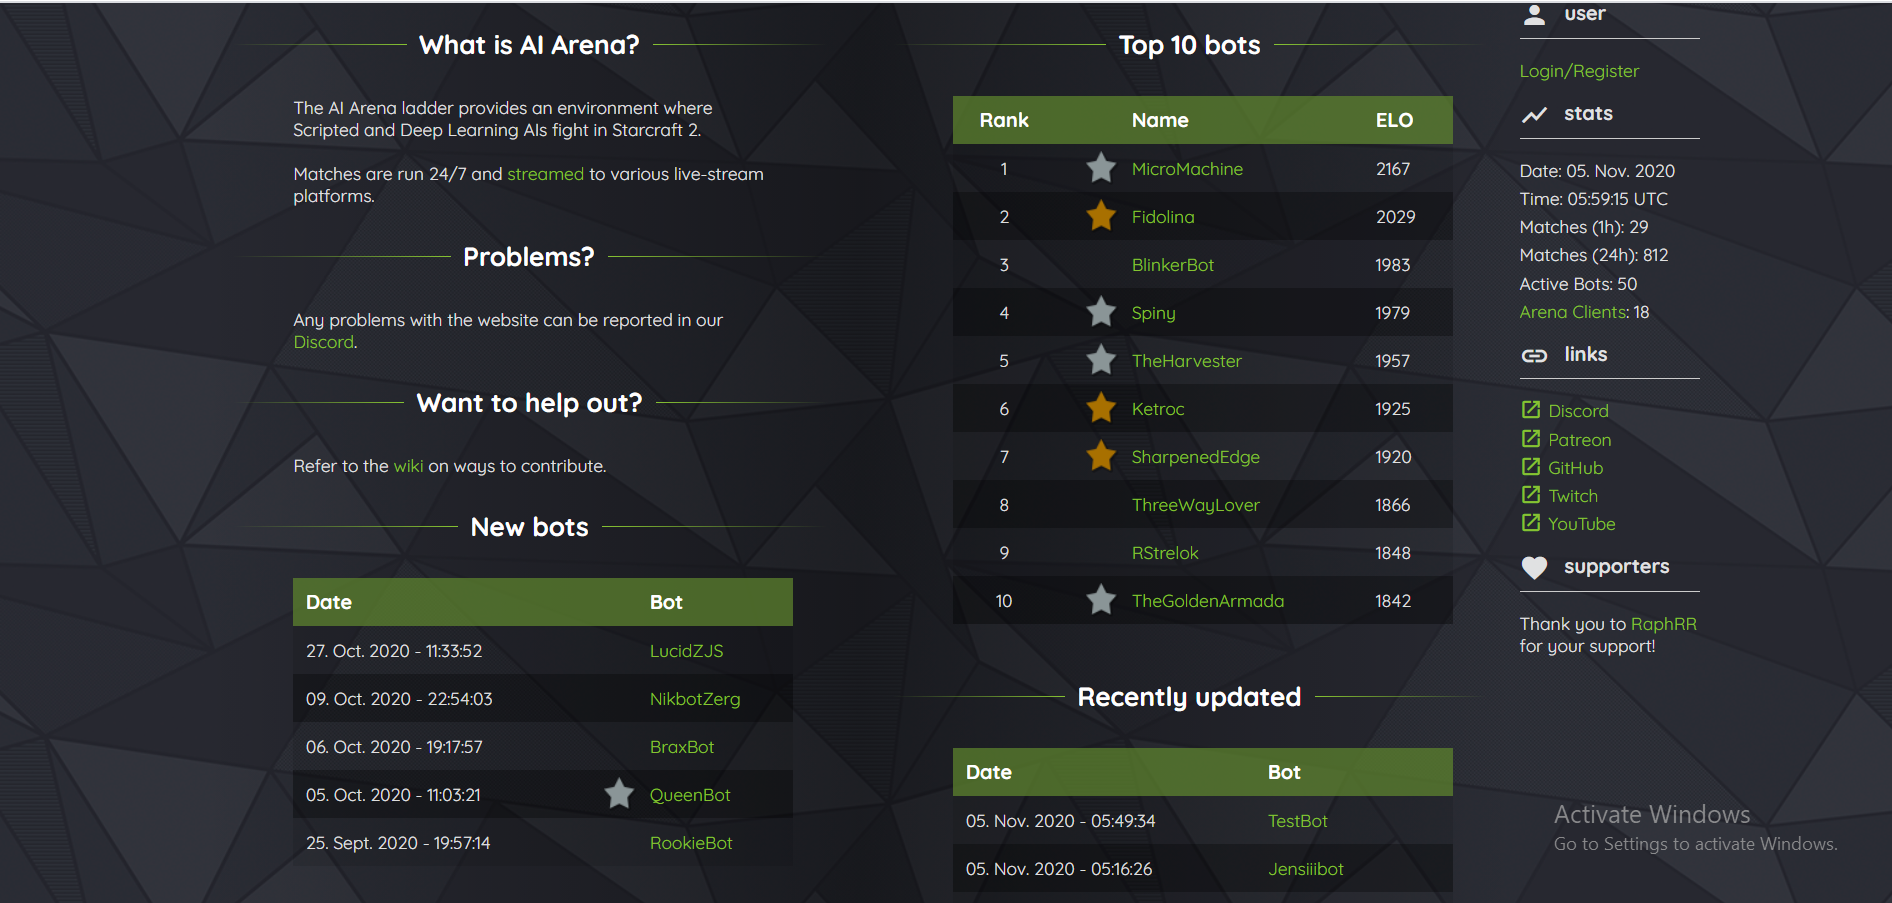 What is AI Arena?
The AI Arena ladder provides an environment where
Scripted and Deep Learning AIs fight in Starcraft 2.
Matches are run 24/7 and streamed to various live-stream
platforms.
Problems?
Any problems with the website can be reported in our
Discord.
Want to help out?
Refer to the wiki on ways to contribute.
New bots
Date Bot
27. Oct. 2020 - 11:33:52 LucidZJS
09. Oct. 2020 - 22:54:03 NikbotZerg
06. Oct. 2020 - 19:17:57 BraxBot
05. Oct. 2020 - 11:03:21 QueenBot
25. Sept. 2020 - 19:57:14 RookieBot
Top 10 bots
Rank Name ELO
1 MicroMachine 2167
2 Fidolina 2029
3 BlinkerBot 1983
4 Spiny 1979
5 TheHarvester 1957
6 Ketroc 1925
7 SharpenedEdge 1920
8 ThreeWayLover 1866
9 RStrelok 1848
10 TheGoldenArmada 1842
Recently updated
Date Bot
05. Nov. 2020 - 05:49:34 TestBot
05. Nov. 2020 - 05:16:26 Jensiiibot
user
Login/Register
stats
Date: 05. Nov. 2020
Time: 05:59:15 UTC
Matches (1h): 29
Matches (24h): 812
Active Bots: 50
Arena Clients: 18
links
Discord
Patreon
GitHub
Twitch
YouTube
supporters
Thank you to RaphRR
for your support!
Activate Windows
Go to Settings to activate Windows.